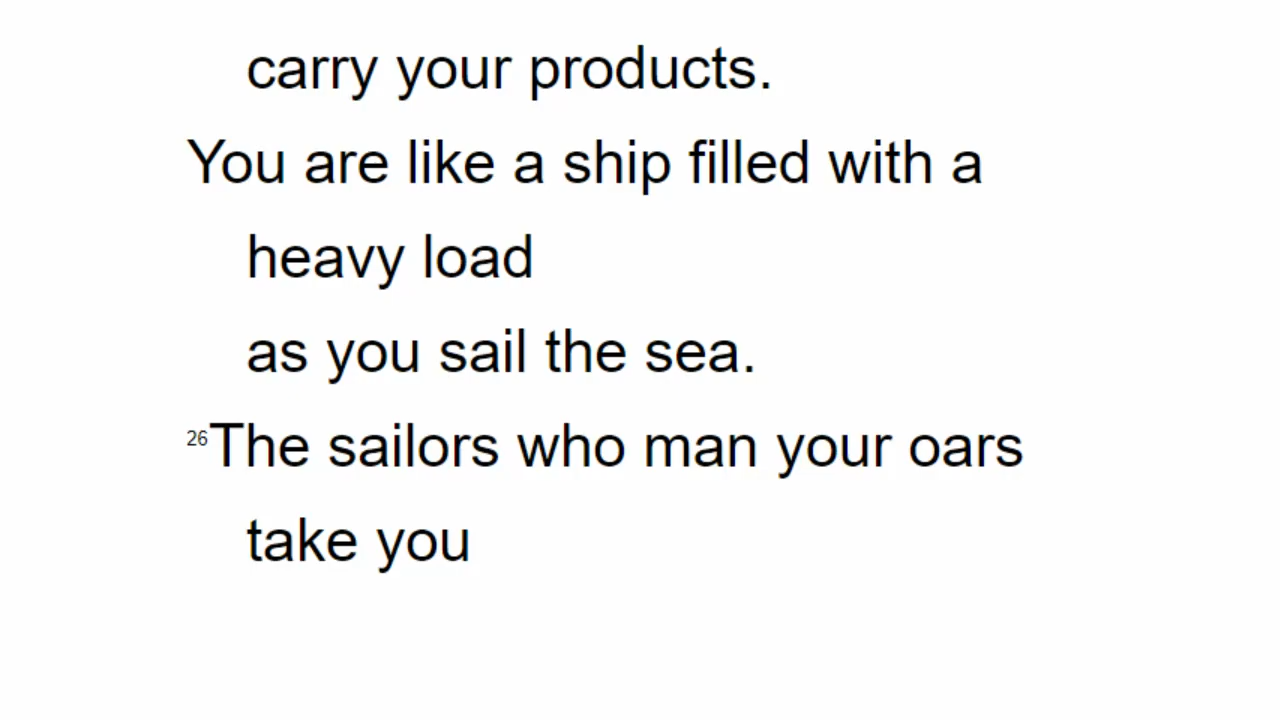 carry your products.
You are like a ship filled with a
heavy load
as you sail the sea.
26The sailors who man your oars
take you